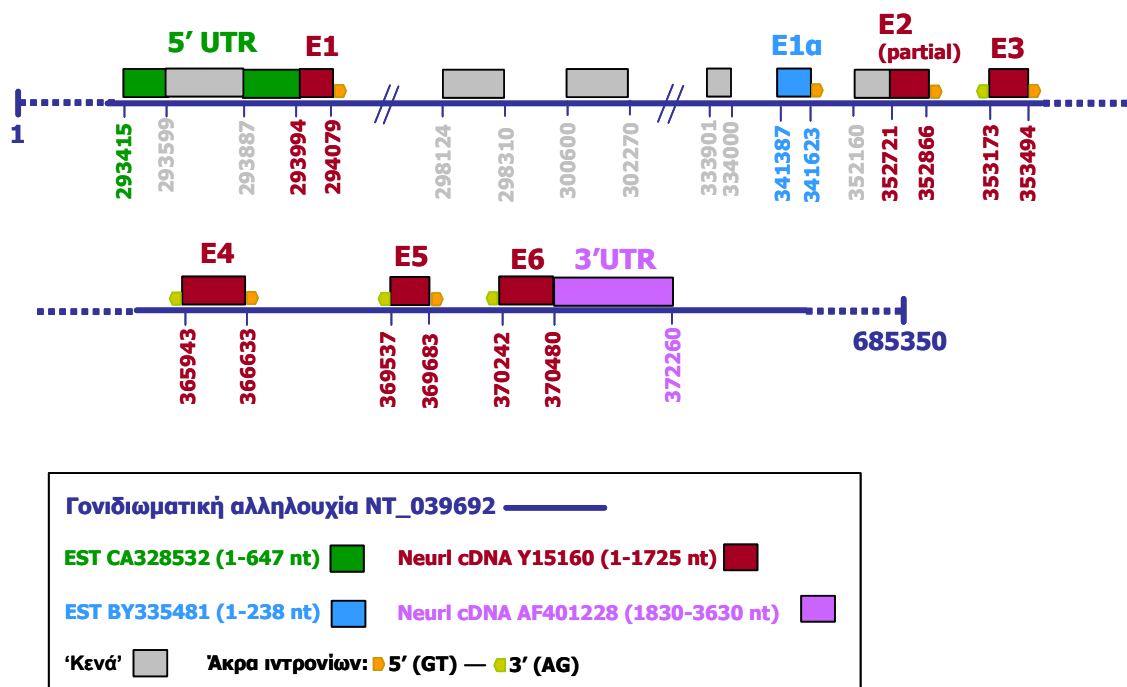 5′ UTR E1 E1α E2 (partial) E3
1
293415 293599 293887 293994 294079 298124 298310 300600 302270 333901 334000 341387 341623 352160 352721 352866 353173 353494
E4 E5 E6 3′UTR
685350
365943 366633 369537 369683 370242 370480 372260
Γονιδιωματική αλληλουχία NT_039692
EST CA328532 (1-647 nt) Neurl cDNA Y15160 (1-1725 nt)
EST BY335481 (1-238 nt) Neurl cDNA AF401228 (1830-3630 nt)
‘Κενά’ Άκρα ιντρονίων: 5′ (GT) — 3′ (AG)